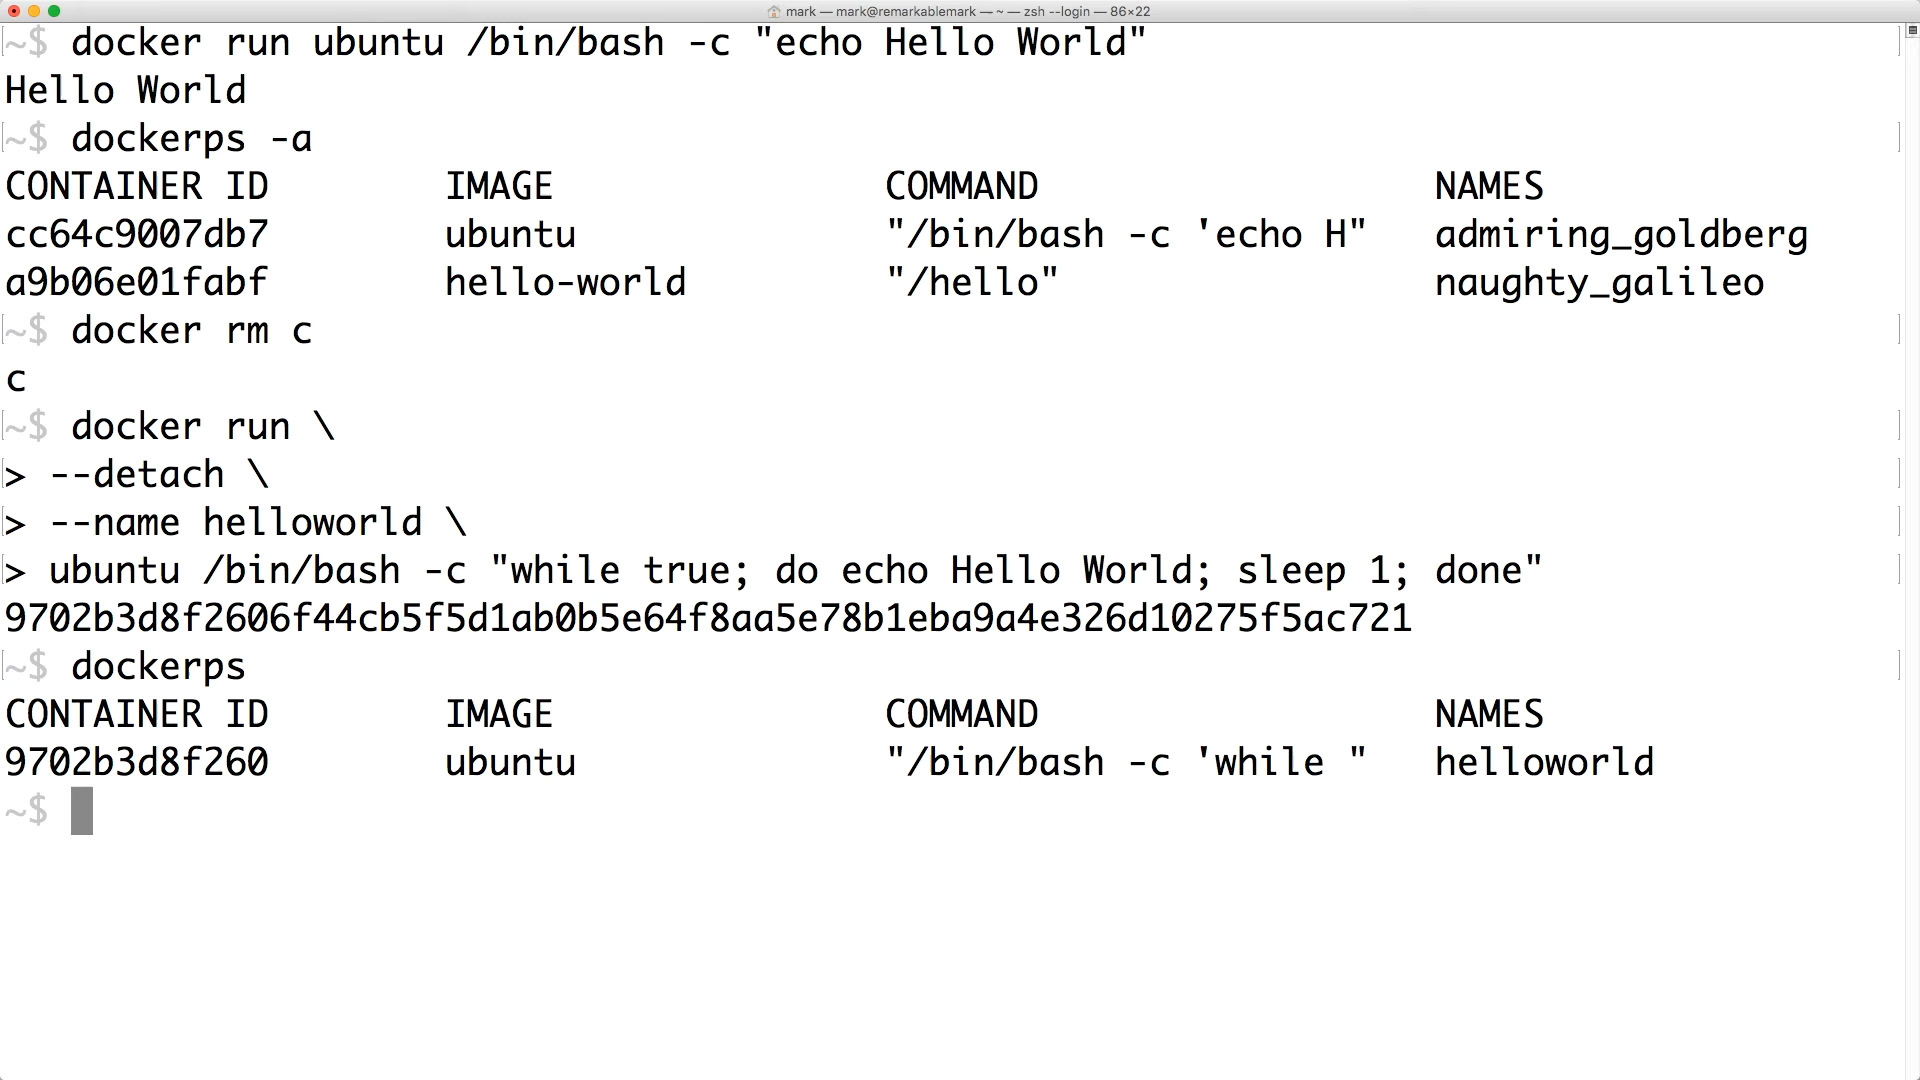 mark — mark@remarkablemark — ~ — zsh --login — 86×22
~$ docker run ubuntu /bin/bash -c "echo Hello World"
Hello World
~$ dockerps -a
CONTAINER ID        IMAGE               COMMAND                  NAMES
cc64c9007db7        ubuntu              "/bin/bash -c 'echo H"   admiring_goldberg
a9b06e01fabf        hello-world         "/hello"                 naughty_galileo
~$ docker rm c
c
~$ docker run \
> --detach \
> --name helloworld \
> ubuntu /bin/bash -c "while true; do echo Hello World; sleep 1; done"
9702b3d8f2606f44cb5f5d1ab0b5e64f8aa5e78b1eba9a4e326d10275f5ac721
~$ dockerps
CONTAINER ID        IMAGE               COMMAND                  NAMES
9702b3d8f260        ubuntu              "/bin/bash -c 'while "   helloworld
~$